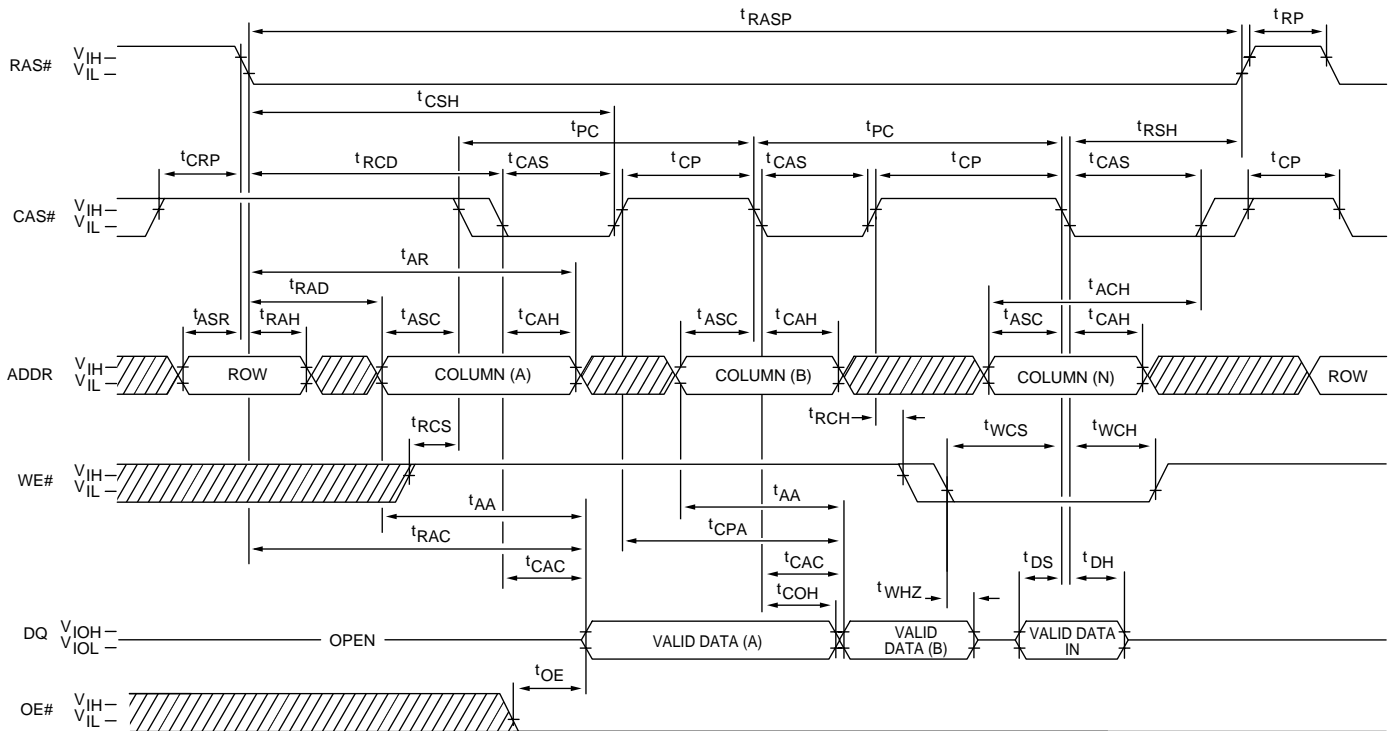 tRASP tRP
RAS# VIH VIL
tCSH
tPC tPC tRSH
tCRP tRCD tCAS tCP tCAS tCP tCAS tCP
CAS# VIH VIL
tAR
tRAD tACH
tASR tRAH tASC tCAH tASC tCAH tASC tCAH
ADDR VIH VIL ROW COLUMN (A) COLUMN (B) COLUMN (N) ROW
tRCS tRCH tWCS tWCH
WE# VIH VIL
tAA tAA
tRAC tCPA
tCAC tCAC tDS tDH
tCOH tWHZ
DQ VIOH VIOL OPEN VALID DATA (A) VALID DATA (B) VALID DATA IN
tOE
OE# VIH VIL